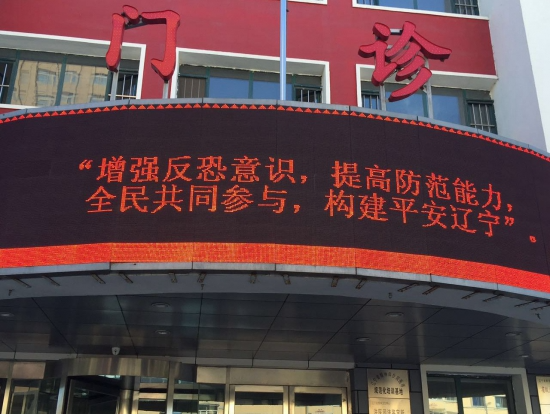 门诊
“增强反恐意识，提高防范能力，
全民共同参与，构建平安辽宁”。